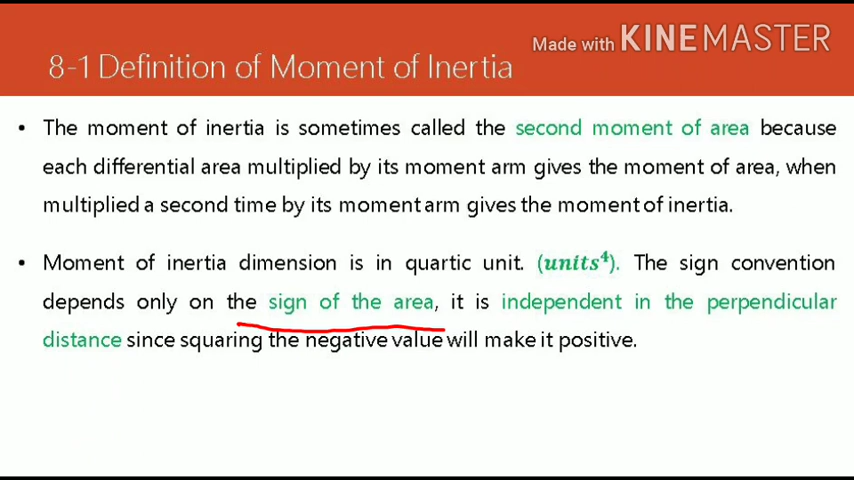 Made with KINEMASTER
8-1 Definition of Moment of Inertia
• The moment of inertia is sometimes called the second moment of area because
each differential area multiplied by its moment arm gives the moment of area, when
multiplied a second time by its moment arm gives the moment of inertia.
• Moment of inertia dimension is in quartic unit. (units⁴). The sign convention
depends only on the sign of the area, it is independent in the perpendicular
distance since squaring the negative value will make it positive.